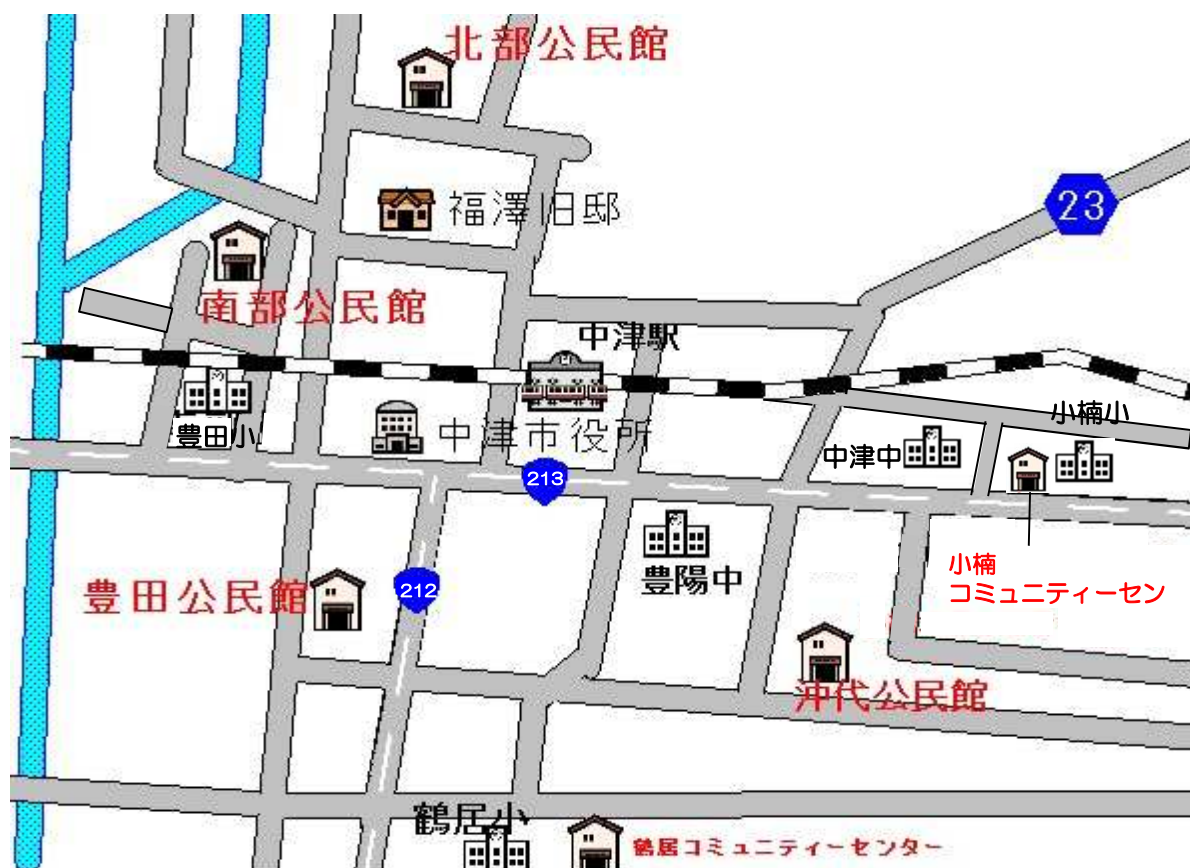 北部公民館
福澤旧邸
23
南部公民館
中津駅
豊田小
中津市役所
213
中津中
小楠小
豊陽中
小楠
コミュニティーセン
豊田公民館
212
沖代公民館
鶴居小
鶴居コミュニティーセンター